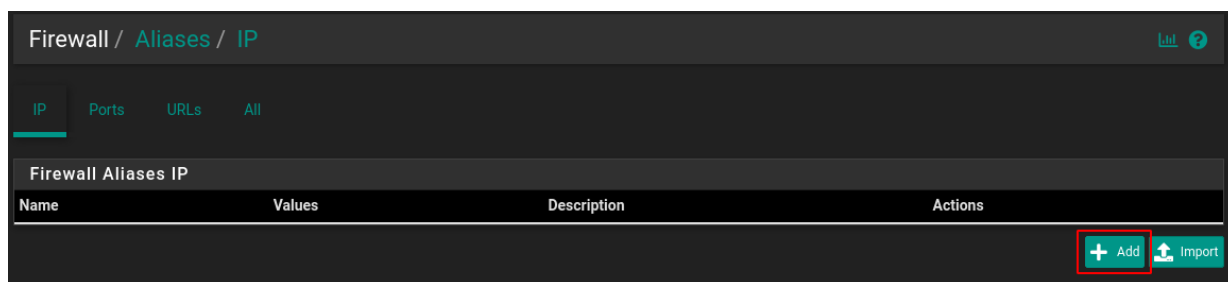 Firewall / Aliases / IP
IP Ports URLs All
Firewall Aliases IP
Name Values Description Actions
Add Import